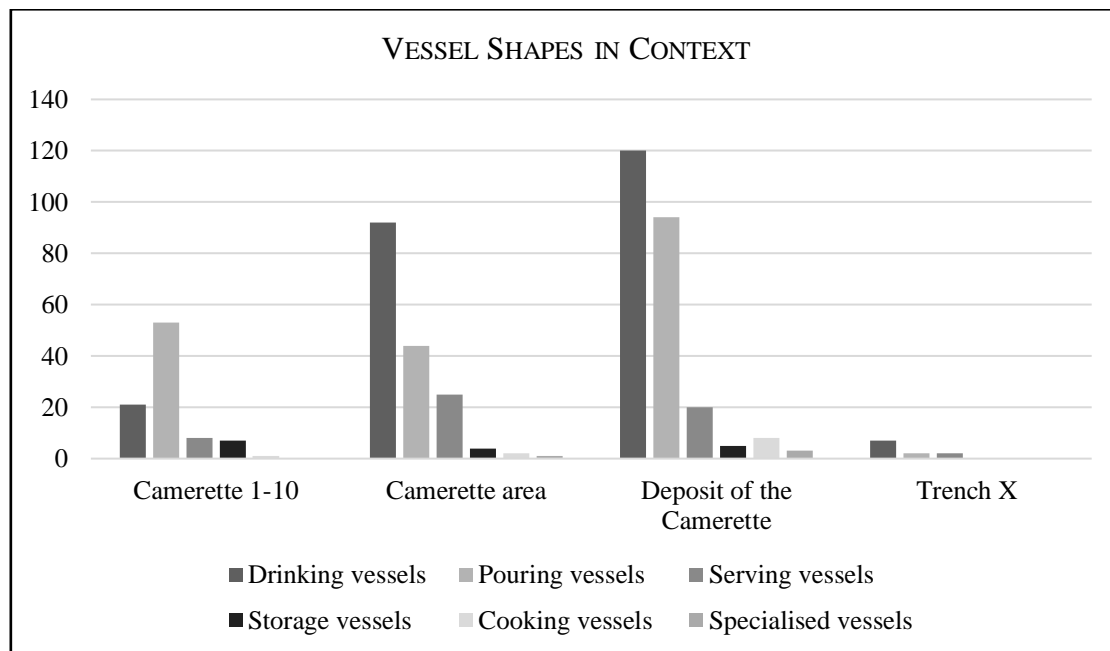 VESSEL SHAPES IN CONTEXT
140
120
100
80
60
40
20
0
Camerette 1-10
Camerette area
Deposit of the
Camerette
Trench X
Drinking vessels
Pouring vessels
Serving vessels
Storage vessels
Cooking vessels
Specialised vessels